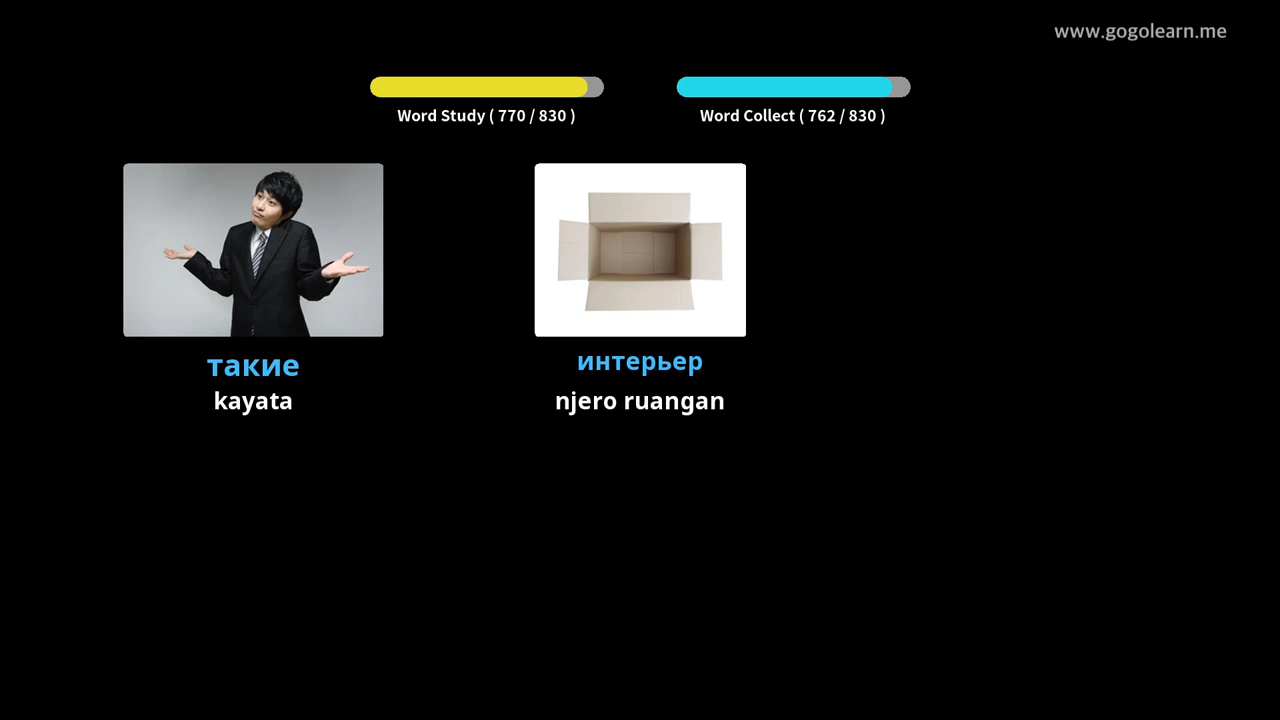 www.gogolearn.me
Word Study ( 770 / 830 )
Word Collect ( 762 / 830 )
такие
kayata
интерьер
njero ruangan